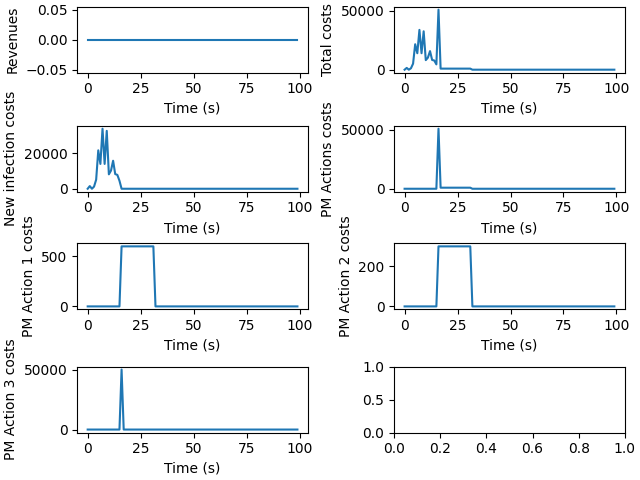 Revenues
0.05
0.00
−0.05
0 25 50 75 100
Time (s)
Total costs
50000
0
0 25 50 75 100
Time (s)
New infection costs
20000
0
0 25 50 75 100
Time (s)
PM Actions costs
50000
0
0 25 50 75 100
Time (s)
PM Action 1 costs
500
0
0 25 50 75 100
Time (s)
PM Action 2 costs
200
0
0 25 50 75 100
Time (s)
PM Action 3 costs
50000
0
0 25 50 75 100
Time (s)
1.0
0.5
0.0
0.0 0.2 0.4 0.6 0.8 1.0